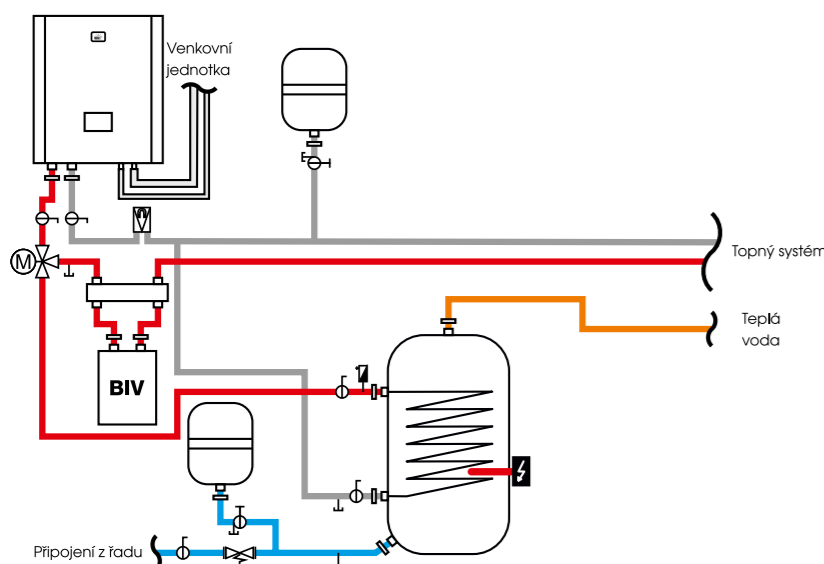 Venkovní
jednotka
Topný systém
M
Teplá
voda
BIV
Připojení z řadu